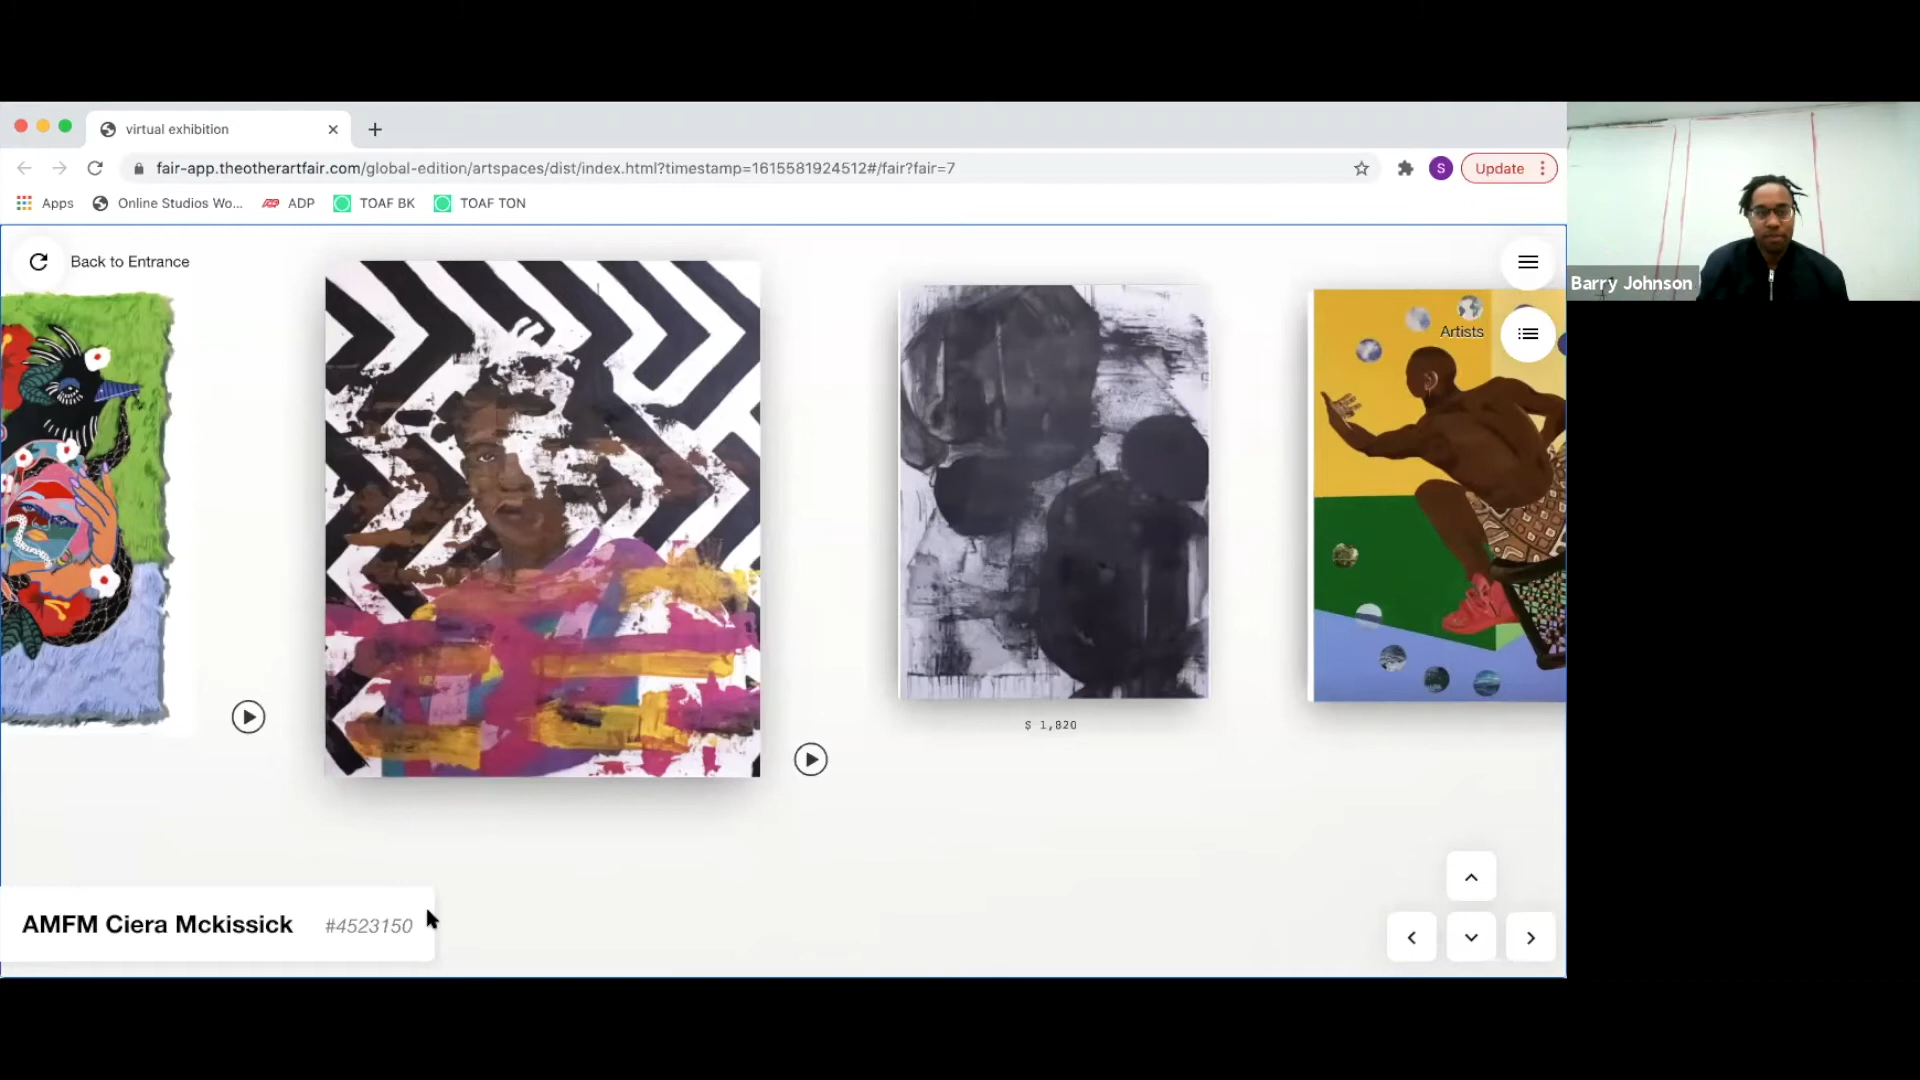 virtual exhibition
fair-app.theotherartfair.com/global-edition/artspaces/dist/index.html?timestamp=1615581924512#/fair?fair=7
S
Update
Apps
Online Studios Wo...
ADP
TOAF BK
TOAF TON
Back to Entrance
Barry Johnson
Artists
$ 1,820
AMFM Ciera Mckissick #4523150